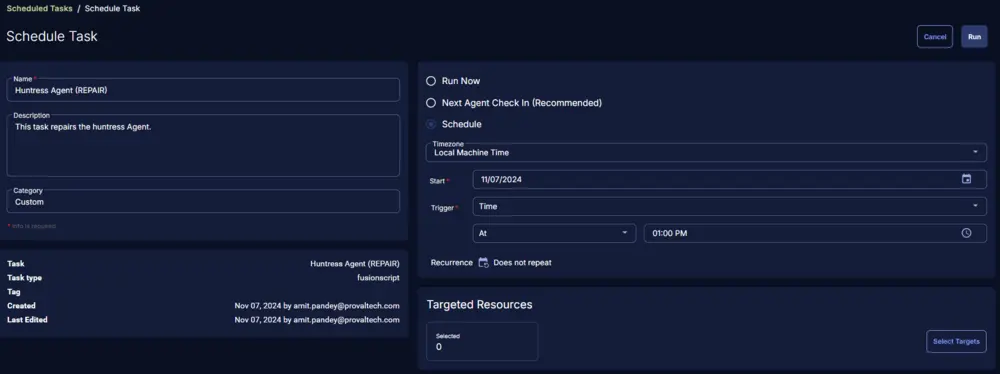 Scheduled Tasks / Schedule Task
Schedule Task
Cancel
Run
Name *
Huntress Agent (REPAIR)
Description
This task repairs the huntress Agent.
Category
Custom
* Info is required
Task Huntress Agent (REPAIR)
Task type fusionscript
Tag
Created Nov 07, 2024 by amit.pandey@provaltech.com
Last Edited Nov 07, 2024 by amit.pandey@provaltech.com
Run Now
Next Agent Check In (Recommended)
Schedule
Timezone
Local Machine Time
Start * 11/07/2024
Trigger * Time
At 01:00 PM
Recurrence Does not repeat
Targeted Resources
Selected
0
Select Targets